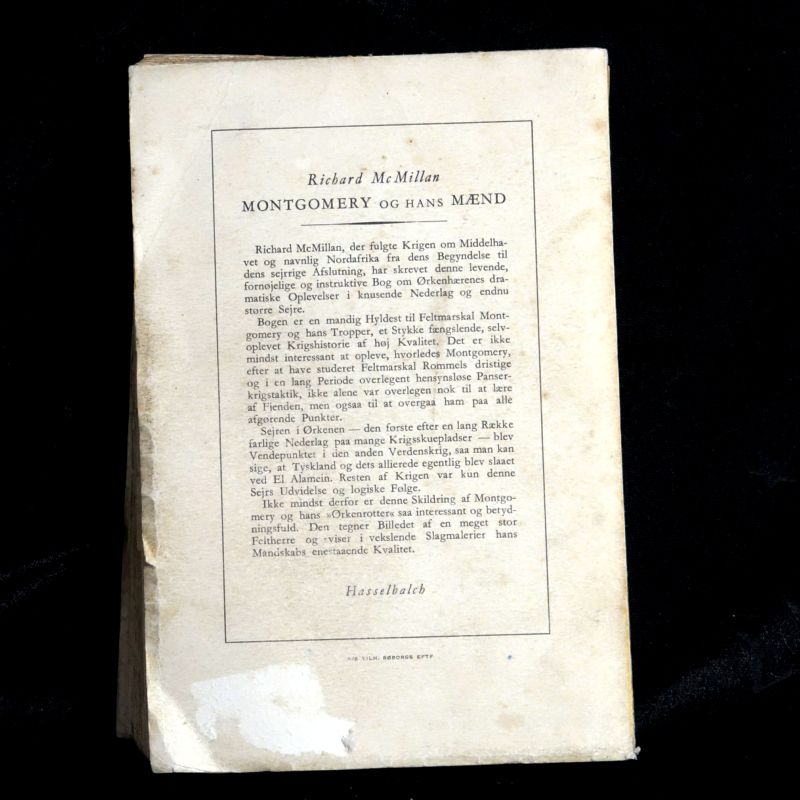 Richard McMillan
MONTGOMERY OG HANS MÆND
Richard McMillan, der fulgte Krigen om Middelha-
vet og navnlig Nordafrika fra dens Begyndelse til
dens sejrrige Afslutning, har skrevet denne levende,
fornøjelige og instruktive Bog om Ørkenhærenes dra-
matiske Oplevelser i knusende Nederlag og endnu
større Sejre.
Bogen er en mandig Hyldest til Feltmarskal Mont-
gomery og hans Tropper, et Stykke fængslende, selv-
oplevet Krigshistorie af høj Kvalitet. Det er ikke
mindst interessant at opleve, hvorledes Montgomery,
efter at have studeret Feltmarskal Rommels dristige
og i en lang Periode overlegent hensynsløse Panser-
krigstaktik, ikke alene var overlegen nok til at lære
af Fjenden, men ogsaa til at overgaa ham paa alle
afgørende Punkter.
Sejren i Ørkenen — den første efter en lang Række
farlige Nederlag paa mange Krigsskuepladser — blev
Vendepunktet i den anden Verdenskrig, saa man kan
sige, at Tyskland og dets allierede egentlig blev slaaet
ved El Alamein. Resten af Krigen var kun denne
Sejrs Udvidelse og logiske Følge.
Ikke mindst derfor er denne Skildring af Montgo-
mery og hans »Ørkenrotter« saa interessant og betyd-
ningsfuld. Den tegner Billedet af en meget stor
Feltherre og viser i vekslende Slagmalerier hans
Mandskabs enestaaende Kvalitet.
Hasselbalch
VILH. SØBORGS EFTF